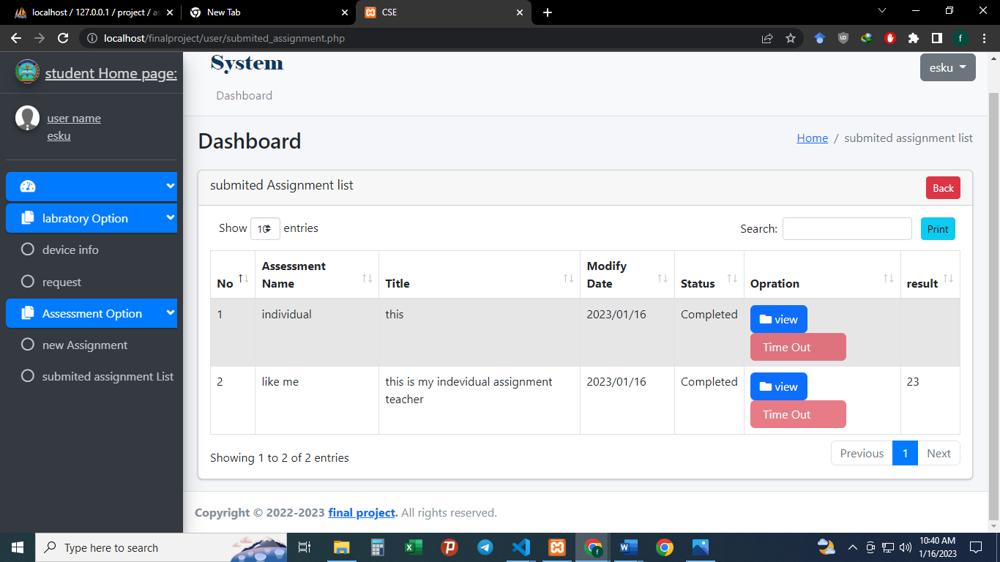 localhost / 127.0.0.1 / project / as
New Tab
CSE
localhost/finalproject/user/submited_assignment.php
f
student Home page:
user name
esku
labratory Option
device info
request
Assessment Option
new Assignment
submited assignment List
System
esku
Dashboard
Dashboard
Home / submited assignment list
submited Assignment list
Back
Show 10 entries
Search:
Print
No
Assessment Name
Title
Modify Date
Status
Opration
result
1
individual
this
2023/01/16
Completed
view
Time Out
2
like me
this is my indevidual assignment
teacher
2023/01/16
Completed
view
Time Out
23
Showing 1 to 2 of 2 entries
Previous 1 Next
Copyright © 2022-2023 final project. All rights reserved.
Type here to search
10:40 AM
1/16/2023